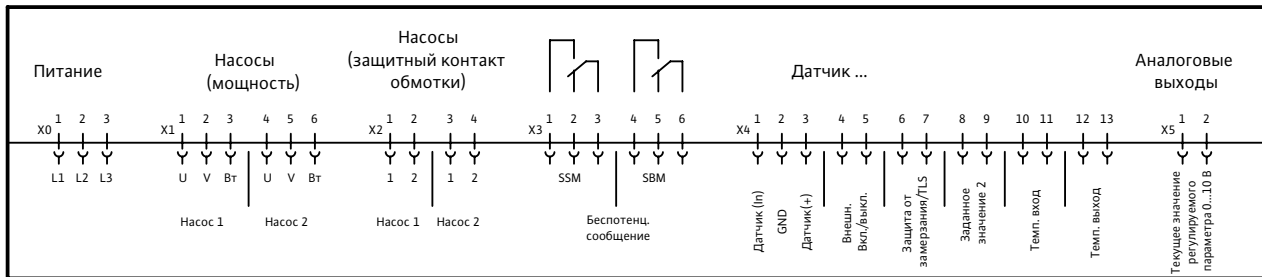 Питание
Насосы
(мощность)
Насосы
(защитный контакт
обмотки)
Датчик ...
Аналоговые
выходы
X0 1 2 3
X1 1 2 3 4 5 6
X2 1 2 3 4
X3 1 2 3 4 5 6
X4 1 2 3 4 5 6 7 8 9 10 11 12 13
X5 1 2
L1 L2 L3
U V Вт U V Вт
1 2 1 2
SSM
SBM
Насос 1
Насос 2
Насос 1
Насос 2
Беспотенц.
сообщение
Датчик (In)
GND
Датчик(+)
Внешн.
Вкл./выкл.
Защита от
замерзания/TLS
Заданное
значение 2
Темп. вход
Темп. выход
Текущее значение
регулируемого
параметра 0...10 В